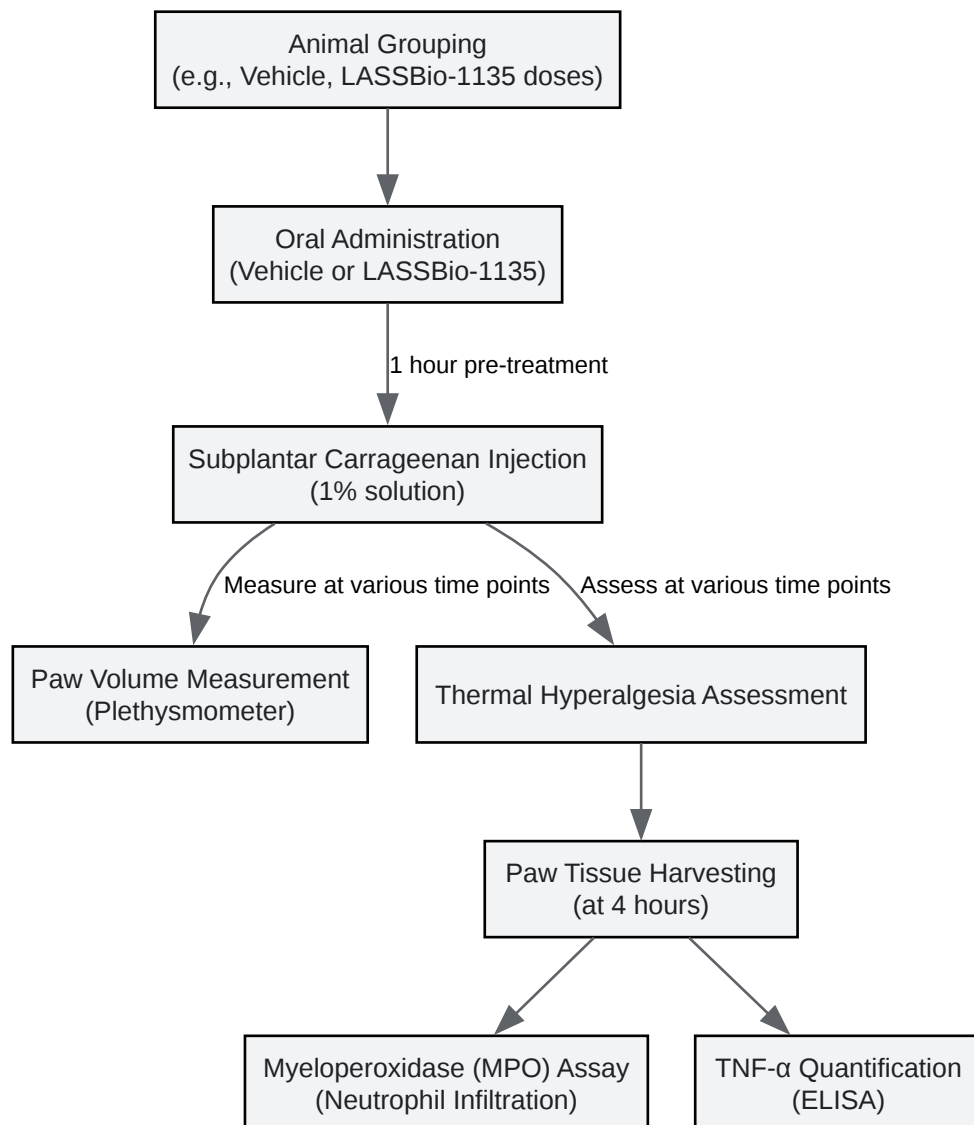 Animal Grouping
(e.g., Vehicle, LASSBio-1135 doses)
Oral Administration
(Vehicle or LASSBio-1135)
1 hour pre-treatment
Subplantar Carrageenan Injection
(1% solution)
Measure at various time points
Assess at various time points
Paw Volume Measurement
(Plethysmometer)
Thermal Hyperalgesia Assessment
Paw Tissue Harvesting
(at 4 hours)
Myeloperoxidase (MPO) Assay
(Neutrophil Infiltration)
TNF-α Quantification
(ELISA)